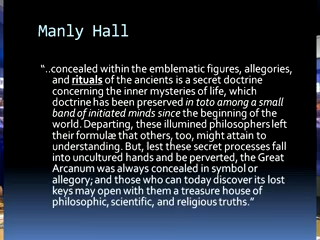 Manly Hall
"..concealed within the emblematic figures, allegories,
and rituals of the ancients is a secret doctrine
concerning the inner mysteries of life, which
doctrine has been preserved in toto among a small
band of initiated minds since the beginning of the
world. Departing, these illumined philosophers left
their formulæ that others, too, might attain to
understanding. But, lest these secret processes fall
into uncultured hands and be perverted, the Great
Arcanum was always concealed in symbol or
allegory; and those who can today discover its lost
keys may open with them a treasure house of
philosophic, scientific, and religious truths."